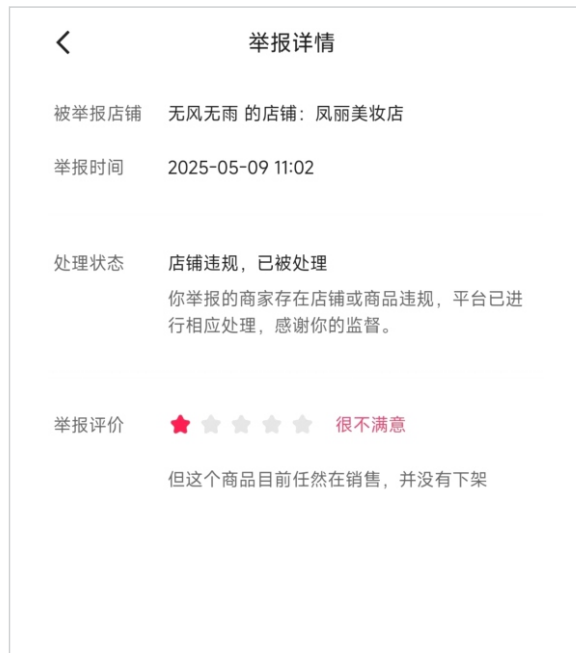 举报详情
被举报店铺 无风无雨 的店铺：凤丽美妆店
举报时间 2025-05-09 11:02
处理状态 店铺违规，已被处理
你举报的商家存在店铺或商品违规，平台已进
行相应处理，感谢你的监督。
举报评价 很不满意
但这个商品目前任然在销售，并没有下架